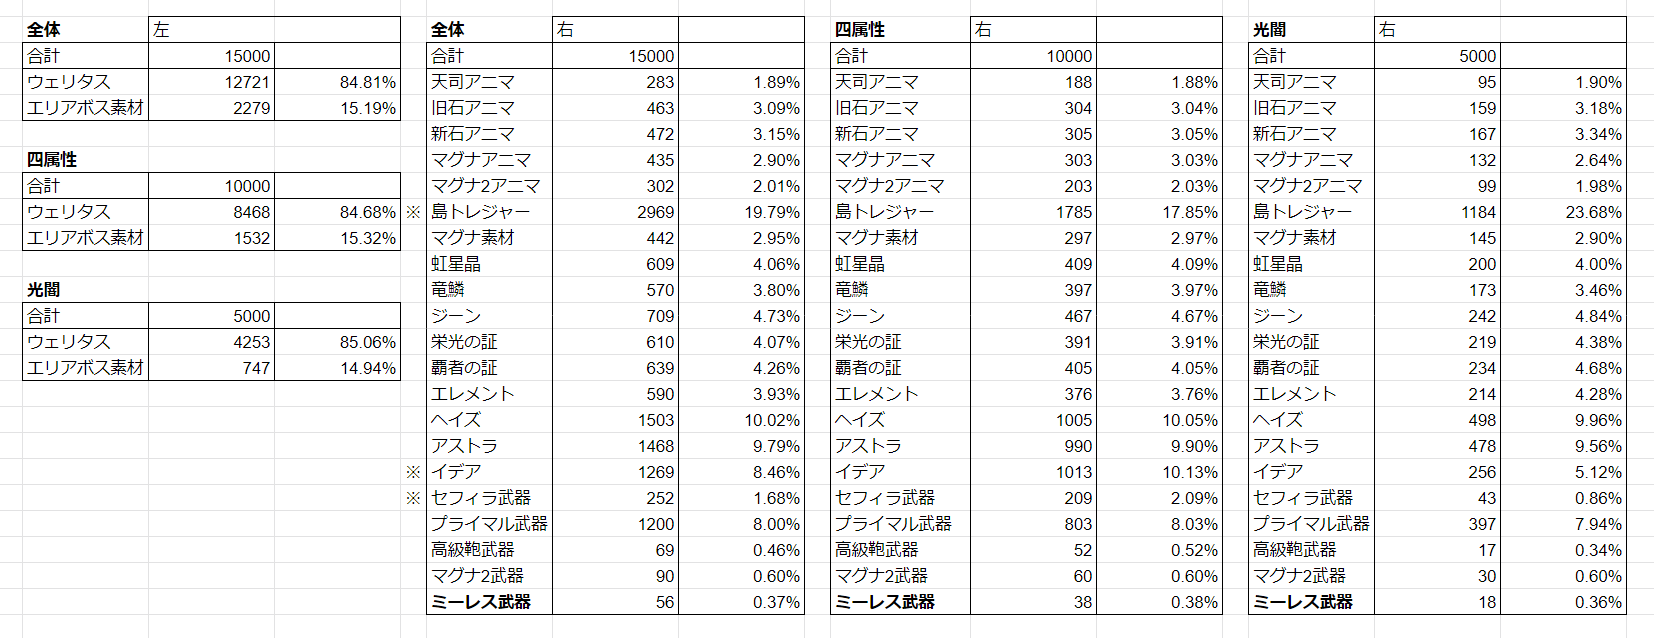 全体 左
合計 15000
ウェリタス 12721 84.81%
エリアボス素材 2279 15.19%
四属性
合計 10000
ウェリタス 8468 84.68%
エリアボス素材 1532 15.32%
光闇
合計 5000
ウェリタス 4253 85.06%
エリアボス素材 747 14.94%
全体 右
合計 15000
天司アニマ 283 1.89%
旧石アニマ 463 3.09%
新石アニマ 472 3.15%
マグナアニマ 435 2.90%
マグナ2アニマ 302 2.01%
※ 島トレジャー 2969 19.79%
マグナ素材 442 2.95%
虹星晶 609 4.06%
竜鱗 570 3.80%
ジーン 709 4.73%
栄光の証 610 4.07%
覇者の証 639 4.26%
エレメント 590 3.93%
ヘイズ 1503 10.02%
アストラ 1468 9.79%
※ イデア 1269 8.46%
※ セフィラ武器 252 1.68%
プライマル武器 1200 8.00%
高級鞄武器 69 0.46%
マグナ2武器 90 0.60%
ミーレス武器 56 0.37%
四属性 右
合計 10000
天司アニマ 188 1.88%
旧石アニマ 304 3.04%
新石アニマ 305 3.05%
マグナアニマ 303 3.03%
マグナ2アニマ 203 2.03%
島トレジャー 1785 17.85%
マグナ素材 297 2.97%
虹星晶 409 4.09%
竜鱗 397 3.97%
ジーン 467 4.67%
栄光の証 391 3.91%
覇者の証 405 4.05%
エレメント 376 3.76%
ヘイズ 1005 10.05%
アストラ 990 9.90%
イデア 1013 10.13%
セフィラ武器 209 2.09%
プライマル武器 803 8.03%
高級鞄武器 52 0.52%
マグナ2武器 60 0.60%
ミーレス武器 38 0.38%
光闇 右
合計 5000
天司アニマ 95 1.90%
旧石アニマ 159 3.18%
新石アニマ 167 3.34%
マグナアニマ 132 2.64%
マグナ2アニマ 99 1.98%
島トレジャー 1184 23.68%
マグナ素材 145 2.90%
虹星晶 200 4.00%
竜鱗 173 3.46%
ジーン 242 4.84%
栄光の証 219 4.38%
覇者の証 234 4.68%
エレメント 214 4.28%
ヘイズ 498 9.96%
アストラ 478 9.56%
イデア 256 5.12%
セフィラ武器 43 0.86%
プライマル武器 397 7.94%
高級鞄武器 17 0.34%
マグナ2武器 30 0.60%
ミーレス武器 18 0.36%